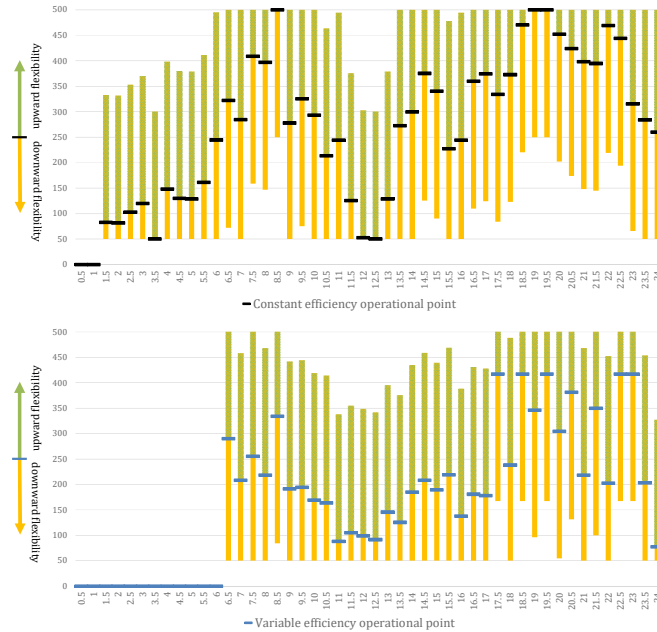 500
450
400
350
300
250
200
150
100
50
0
upward flexibility
downward flexibility
0.5 1 1.5 2 2.5 3 3.5 4 4.5 5 5.5 6 6.5 7 7.5 8 8.5 9 9.5 10 10.5 11 11.5 12 12.5 13 13.5 14 14.5 15 15.5 16 16.5 17 17.5 18 18.5 19 19.5 20 20.5 21 21.5 22 22.5 23 23.5 24
Constant efficiency operational point
500
450
400
350
300
250
200
150
100
50
0
upward flexibility
downward flexibility
0.5 1 1.5 2 2.5 3 3.5 4 4.5 5 5.5 6 6.5 7 7.5 8 8.5 9 9.5 10 10.5 11 11.5 12 12.5 13 13.5 14 14.5 15 15.5 16 16.5 17 17.5 18 18.5 19 19.5 20 20.5 21 21.5 22 22.5 23 23.5 24
Variable efficiency operational point